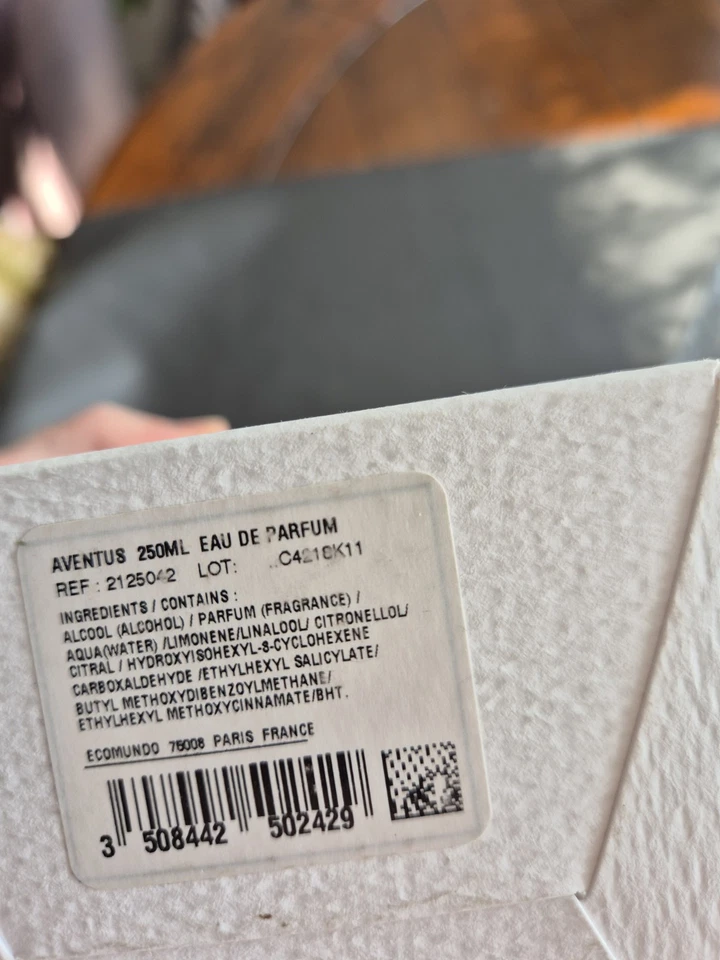 AVENTUS 250ML EAU DE PARFUM
REF : 2125042 LOT: C4218K11
INGREDIENTS / CONTAINS :
ALCOOL (ALCOHOL) / PARFUM (FRAGRANCE) /
AQUA(WATER) /LIMONENE/LINALOOL/ CITRONELLOL/
CITRAL / HYDROXYISOHEXYL-3-CYCLOHEXENE
CARBOXALDEHYDE /ETHYLHEXYL SALICYLATE/
BUTYL METHOXYDIBENZOYLMETHANE/
ETHYLHEXYL METHOXYCINNAMATE/BHT.
ECOMUNDO 75008 PARIS FRANCE
3 508442 502429